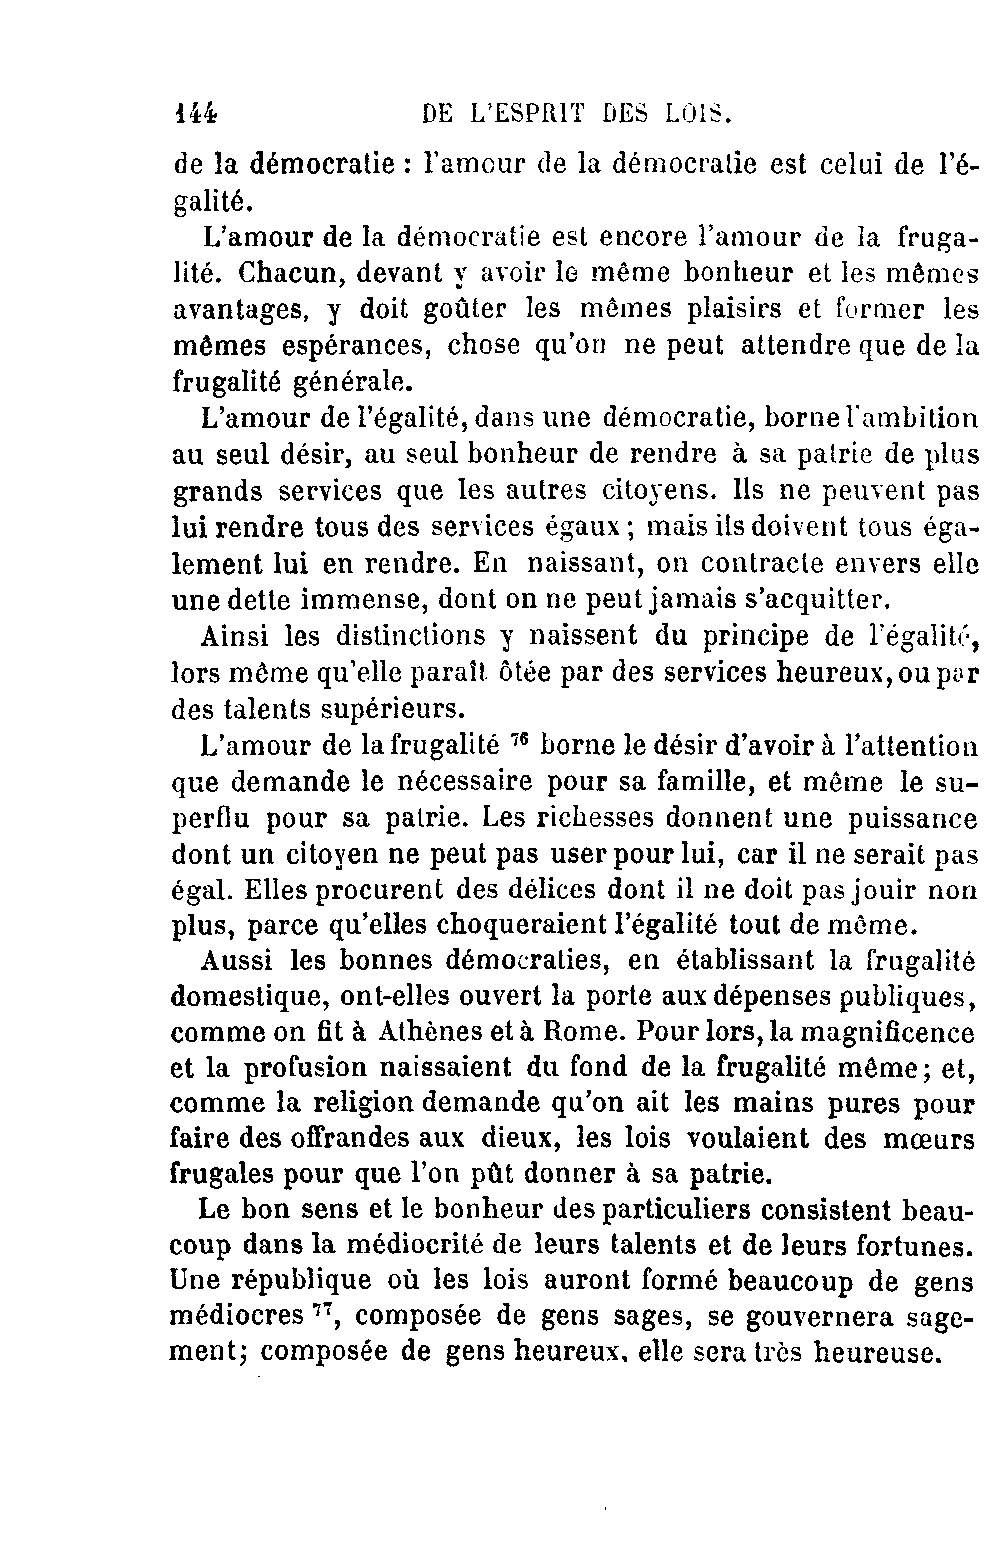 144 DE L'ESPRIT DES LOIS.
de la démocratie : l'amour de la démocratie est celui de l'é-
galité.
L'amour de la démocratie est encore l'amour de la fruga-
lité. Chacun, devant y avoir le même bonheur et les mêmes
avantages, y doit goûter les mêmes plaisirs et former les
mêmes espérances, chose qu'on ne peut attendre que de la
frugalité générale.
L'amour de l'égalité, dans une démocratie, borne l'ambition
au seul désir, au seul bonheur de rendre à sa patrie de plus
grands services que les autres citoyens. Ils ne peuvent pas
lui rendre tous des services égaux ; mais ils doivent tous éga-
lement lui en rendre. En naissant, on contracte envers elle
une dette immense, dont on ne peut jamais s'acquitter.
Ainsi les distinctions y naissent du principe de l'égalité,
lors même qu'elle paraît ôtée par des services heureux, ou par
des talents supérieurs.
L'amour de la frugalité ⁷⁶ borne le désir d'avoir à l'attention
que demande le nécessaire pour sa famille, et même le su-
perflu pour sa patrie. Les richesses donnent une puissance
dont un citoyen ne peut pas user pour lui, car il ne serait pas
égal. Elles procurent des délices dont il ne doit pas jouir non
plus, parce qu'elles choqueraient l'égalité tout de même.
Aussi les bonnes démocraties, en établissant la frugalité
domestique, ont-elles ouvert la porte aux dépenses publiques,
comme on fit à Athènes et à Rome. Pour lors, la magnificence
et la profusion naissaient du fond de la frugalité même ; et,
comme la religion demande qu'on ait les mains pures pour
faire des offrandes aux dieux, les lois voulaient des mœurs
frugales pour que l'on pût donner à sa patrie.
Le bon sens et le bonheur des particuliers consistent beau-
coup dans la médiocrité de leurs talents et de leurs fortunes.
Une république où les lois auront formé beaucoup de gens
médiocres ⁷⁷, composée de gens sages, se gouvernera sage-
ment; composée de gens heureux, elle sera très heureuse.